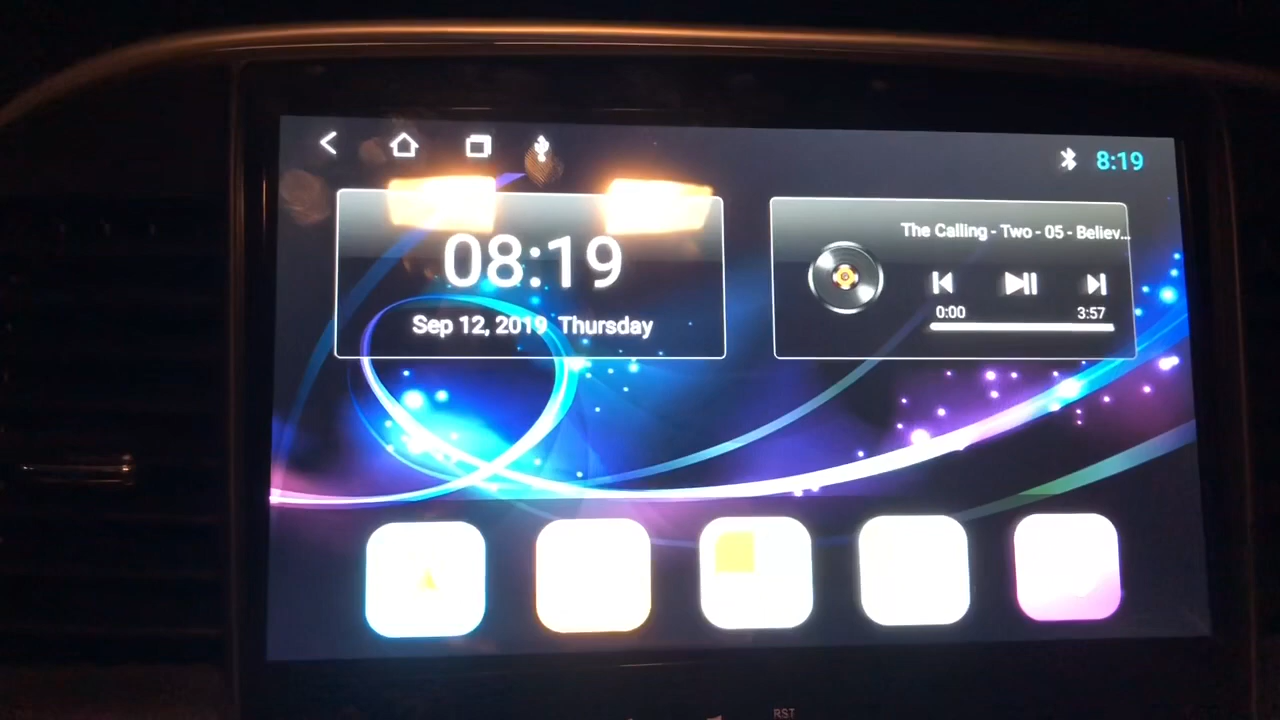 8:19
08:19
Sep 12, 2019 Thursday
The Calling - Two - 05 - Believ...
0:00
3:57
RST